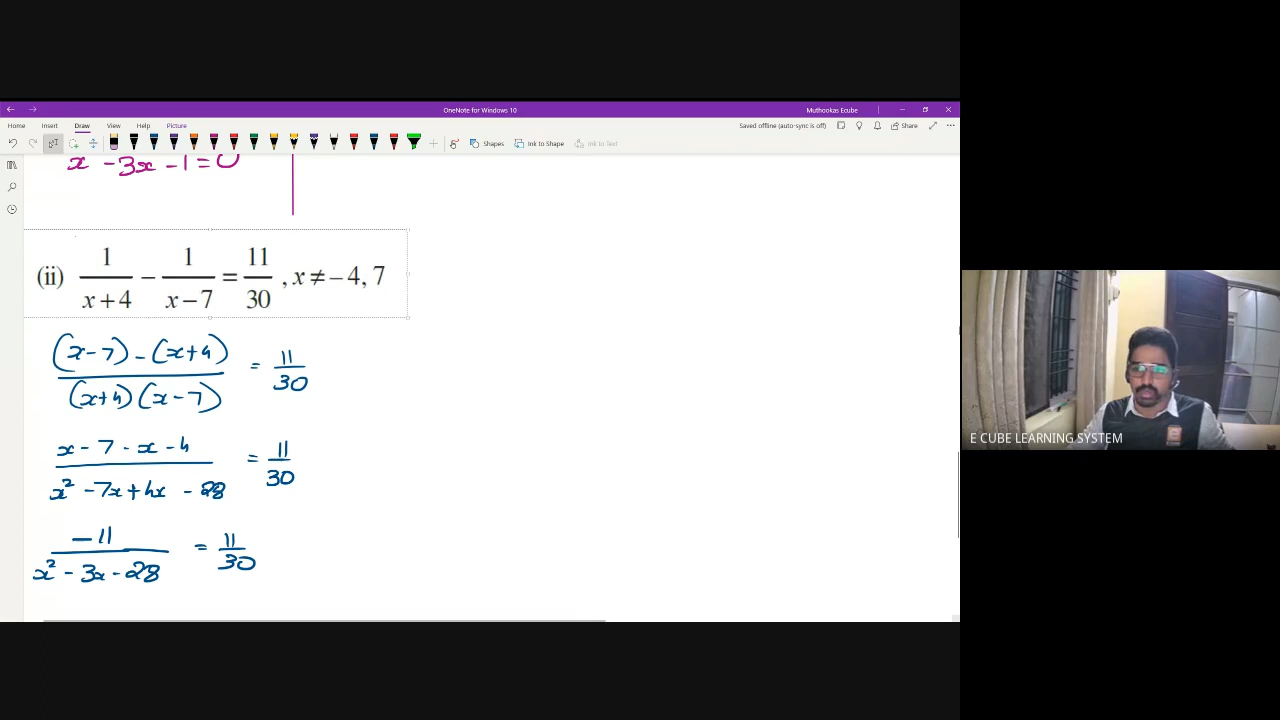 OneNote for Windows 10
Muthookas Ecube
Home Insert Draw View Help Picture
Saved offline (auto-sync is off) Share
Shapes Ink to Shape Ink to Text
x - 3x - 1 = 0
(ii) 1/(x+4) − 1/(x−7) = 11/30 , x ≠ −4, 7
((x-7) - (x+4))/((x+4)(x-7)) = 11/30
(x - 7 - x - 4)/(x² - 7x + 4x - 28) = 11/30
-11/(x² - 3x - 28) = 11/30
E CUBE LEARNING SYSTEM